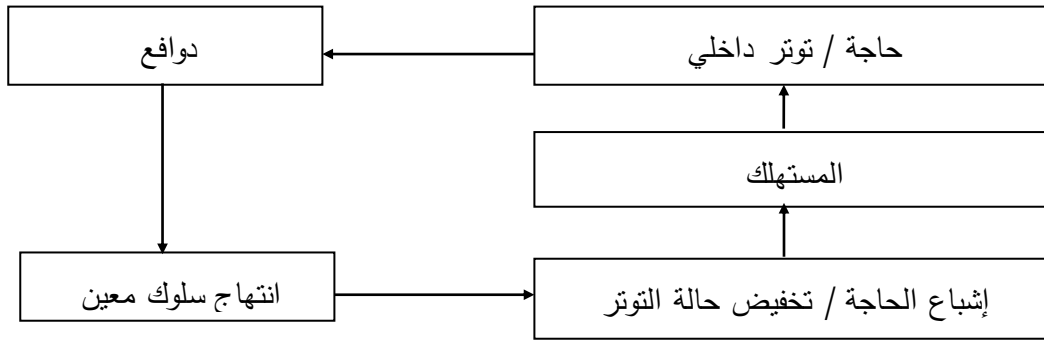 حاجة / توتر داخلي
دوافع
المستهلك
انتهاج سلوك معين
إشباع الحاجة / تخفيض حالة التوتر